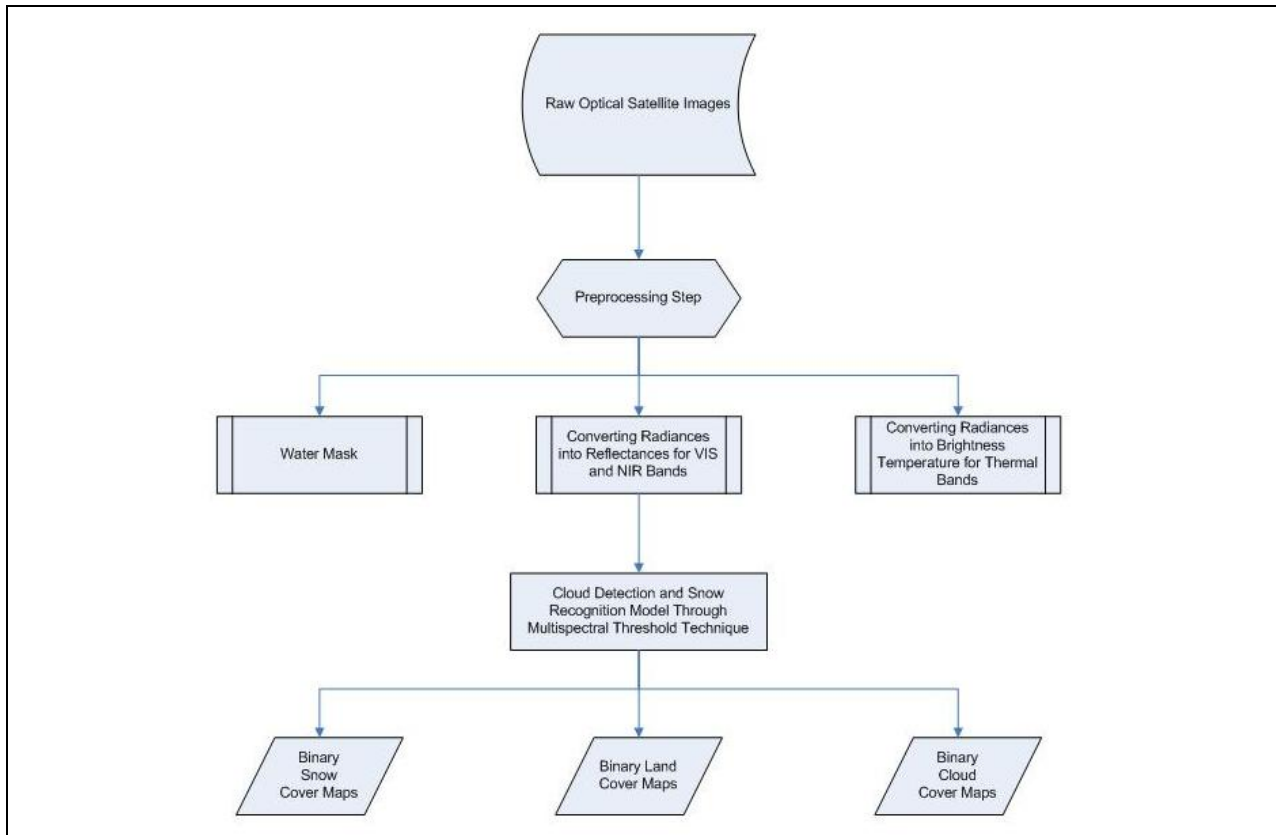 Raw Optical Satellite Images
Preprocessing Step
Water Mask
Converting Radiances
into Reflectances for VIS
and NIR Bands
Converting Radiances
into Brightness
Temperature for Thermal
Bands
Cloud Detection and Snow
Recognition Model Through
Multispectral Threshold Technique
Binary
Snow
Cover Maps
Binary Land
Cover Maps
Binary
Cloud
Cover Maps